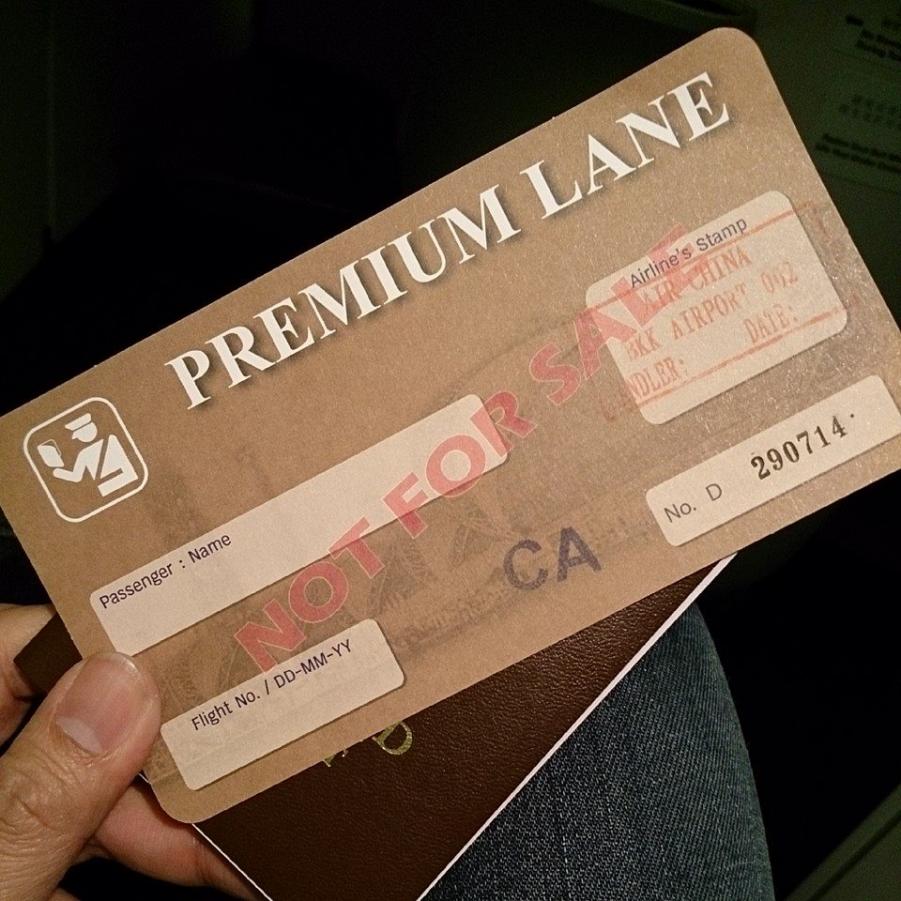 PREMIUM LANE
Airline's Stamp
AIR CHINA
BKK AIRPORT 002
DATE:
NDLER:
NOT FOR SALE
No. D 290714
Passenger : Name
CA
Flight No. / DD-MM-YY
D